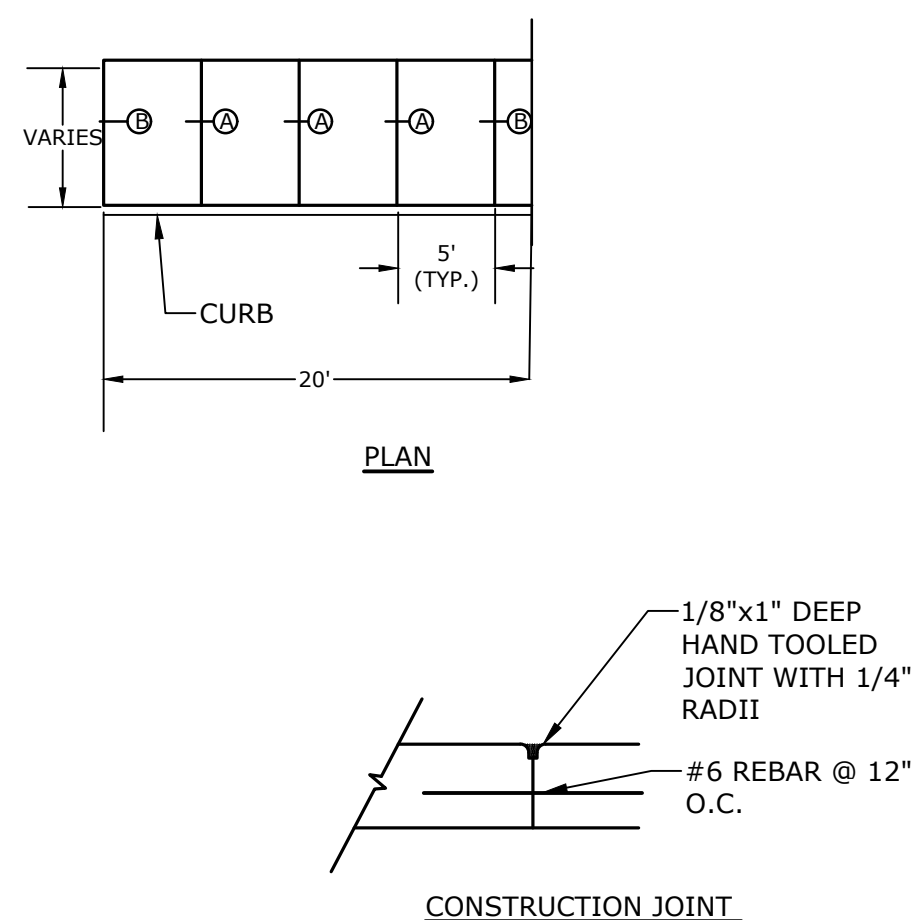 VARIES
B
A
A
A
B
5'
(TYP.)
CURB
20'
PLAN
1/8"x1" DEEP
HAND TOOLED
JOINT WITH 1/4"
RADII
#6 REBAR @ 12"
O.C.
CONSTRUCTION JOINT